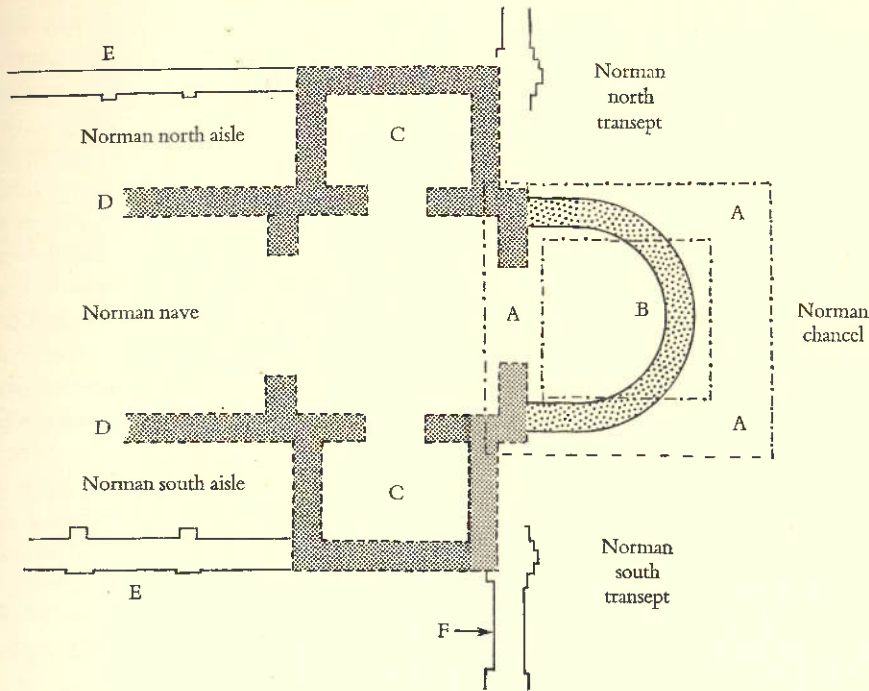 E
Norman
north
transept
Norman north aisle
C
D
A
Norman nave
A
B
Norman
chancel
D
A
Norman south aisle
C
Norman
south
transept
E
F